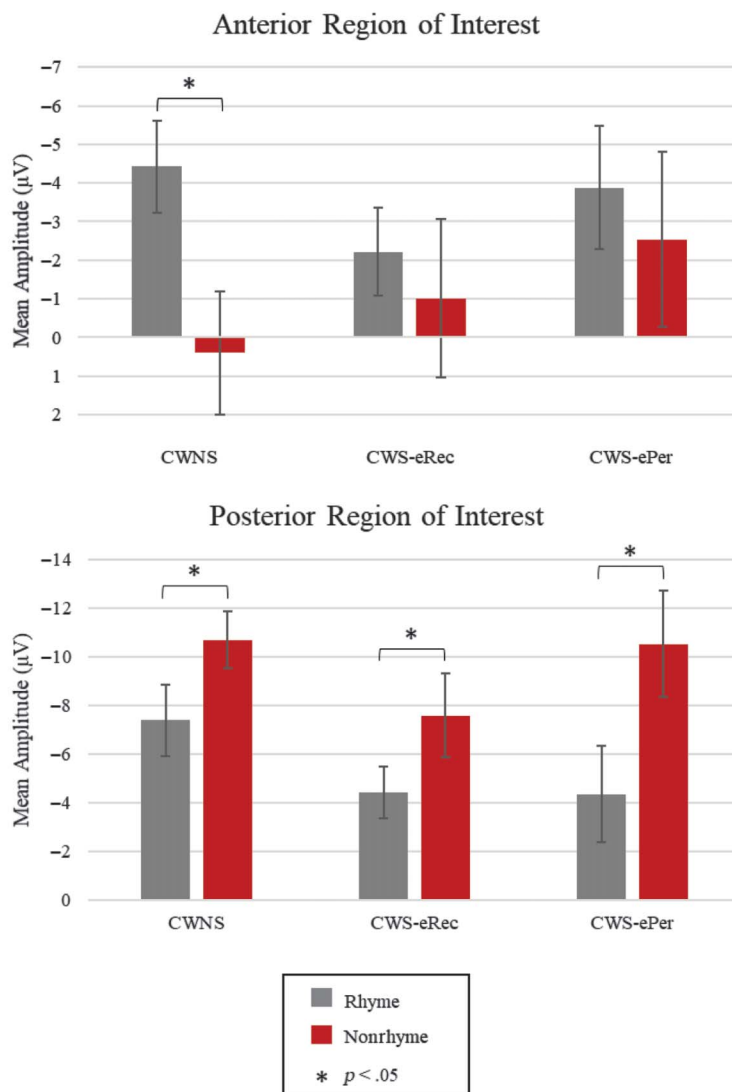 Anterior Region of Interest
Mean Amplitude (µV)
−7
−6
−5
−4
−3
−2
−1
0
1
2
*
CWNS
CWS-eRec
CWS-ePer
Posterior Region of Interest
Mean Amplitude (µV)
−14
−12
−10
−8
−6
−4
−2
0
*
*
*
CWNS
CWS-eRec
CWS-ePer
Rhyme
Nonrhyme
* p < .05